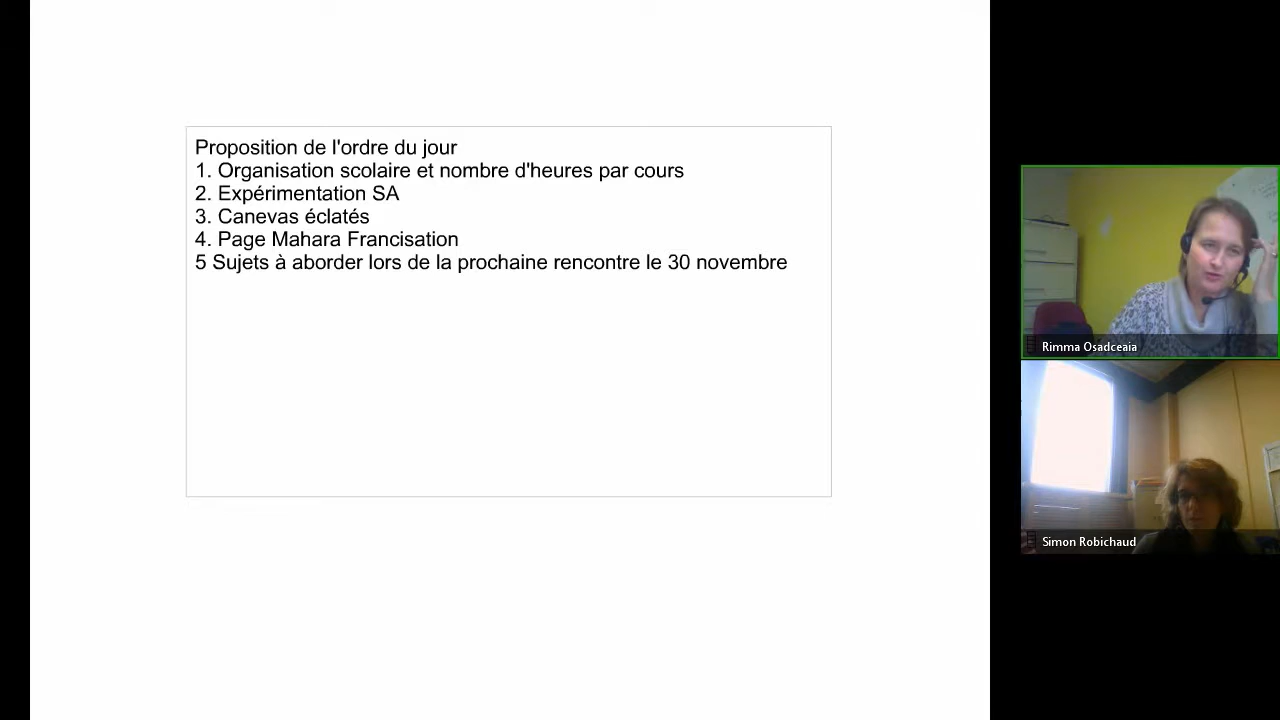 Proposition de l'ordre du jour
1. Organisation scolaire et nombre d'heures par cours
2. Expérimentation SA
3. Canevas éclatés
4. Page Mahara Francisation
5 Sujets à aborder lors de la prochaine rencontre le 30 novembre
Rimma Osadceaia
Simon Robichaud